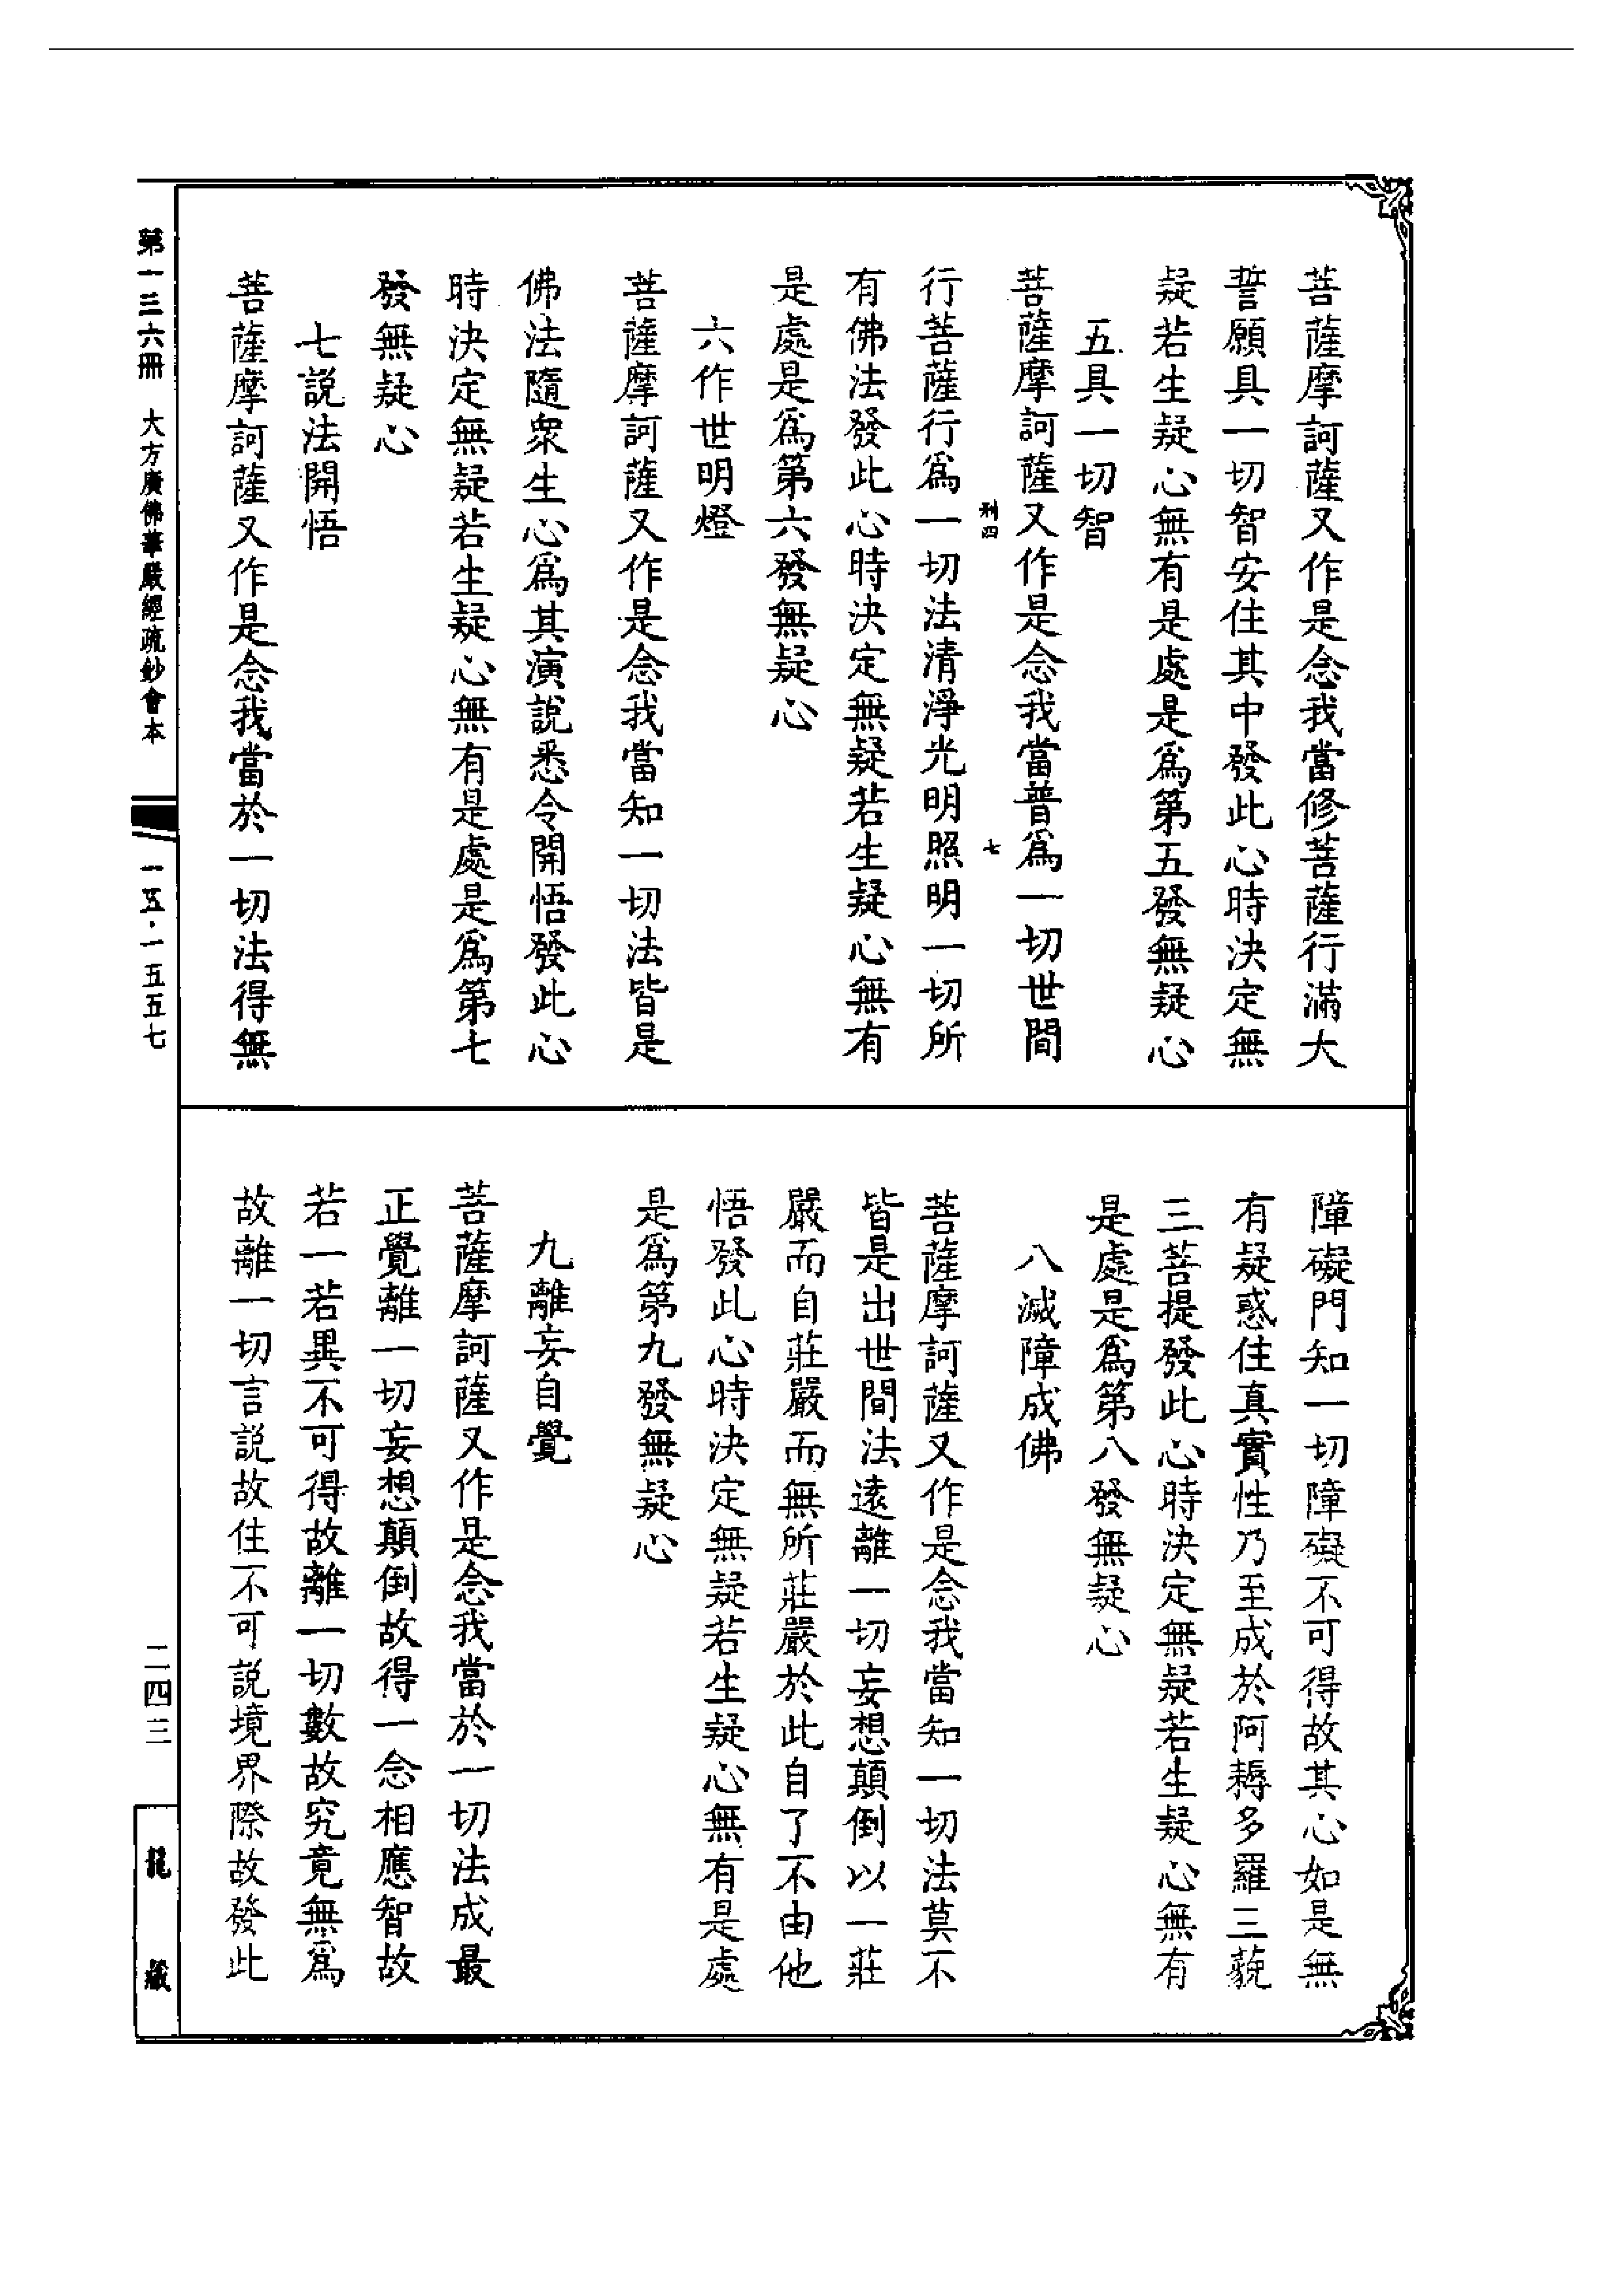 菩薩摩訶薩又作是念我當修菩薩行滿大
誓願具一切智安住其中發此心時決定無
疑若生疑心無有是處是爲第五發無疑心
五具一切智
菩薩摩訶薩又作是念我當普爲一切世間
刑四
七
行菩薩行爲一切法清淨光明照明一切所
有佛法發此心時決定無疑若生疑心無有
是處是爲第六發無疑心
六作世明燈
菩薩摩訶薩又作是念我當知一切法皆是
佛法隨衆生心爲其演説悉令開悟發此心
時決定無疑若生疑心無有是處是爲第七
發無疑心
七説法開悟
菩薩摩訶薩又作是念我當於一切法得無
障礙門知一切障礙不可得故其心如是無
有疑惑住真實性乃至成於阿耨多羅三藐
三菩提發此心時決定無疑若生疑心無有
是處是爲第八發無疑心
八滅障成佛
菩薩摩訶薩又作是念我當知一切法莫不
皆是出世間法遠離一切妄想顛倒以一莊
嚴而自莊嚴而無所莊嚴於此自了不由他
悟發此心時決定無疑若生疑心無有是處
是爲第九發無疑心
九離妄自覺
菩薩摩訶薩又作是念我當於一切法成最
正覺離一切妄想顛倒故得一念相應智故
若一若異不可得故離一切數故究竟無爲
故離一切言説故住不可説境界際故發此
第一三六冊　大方廣佛華嚴經疏鈔會本
一五·一五五七
二四三
龍藏